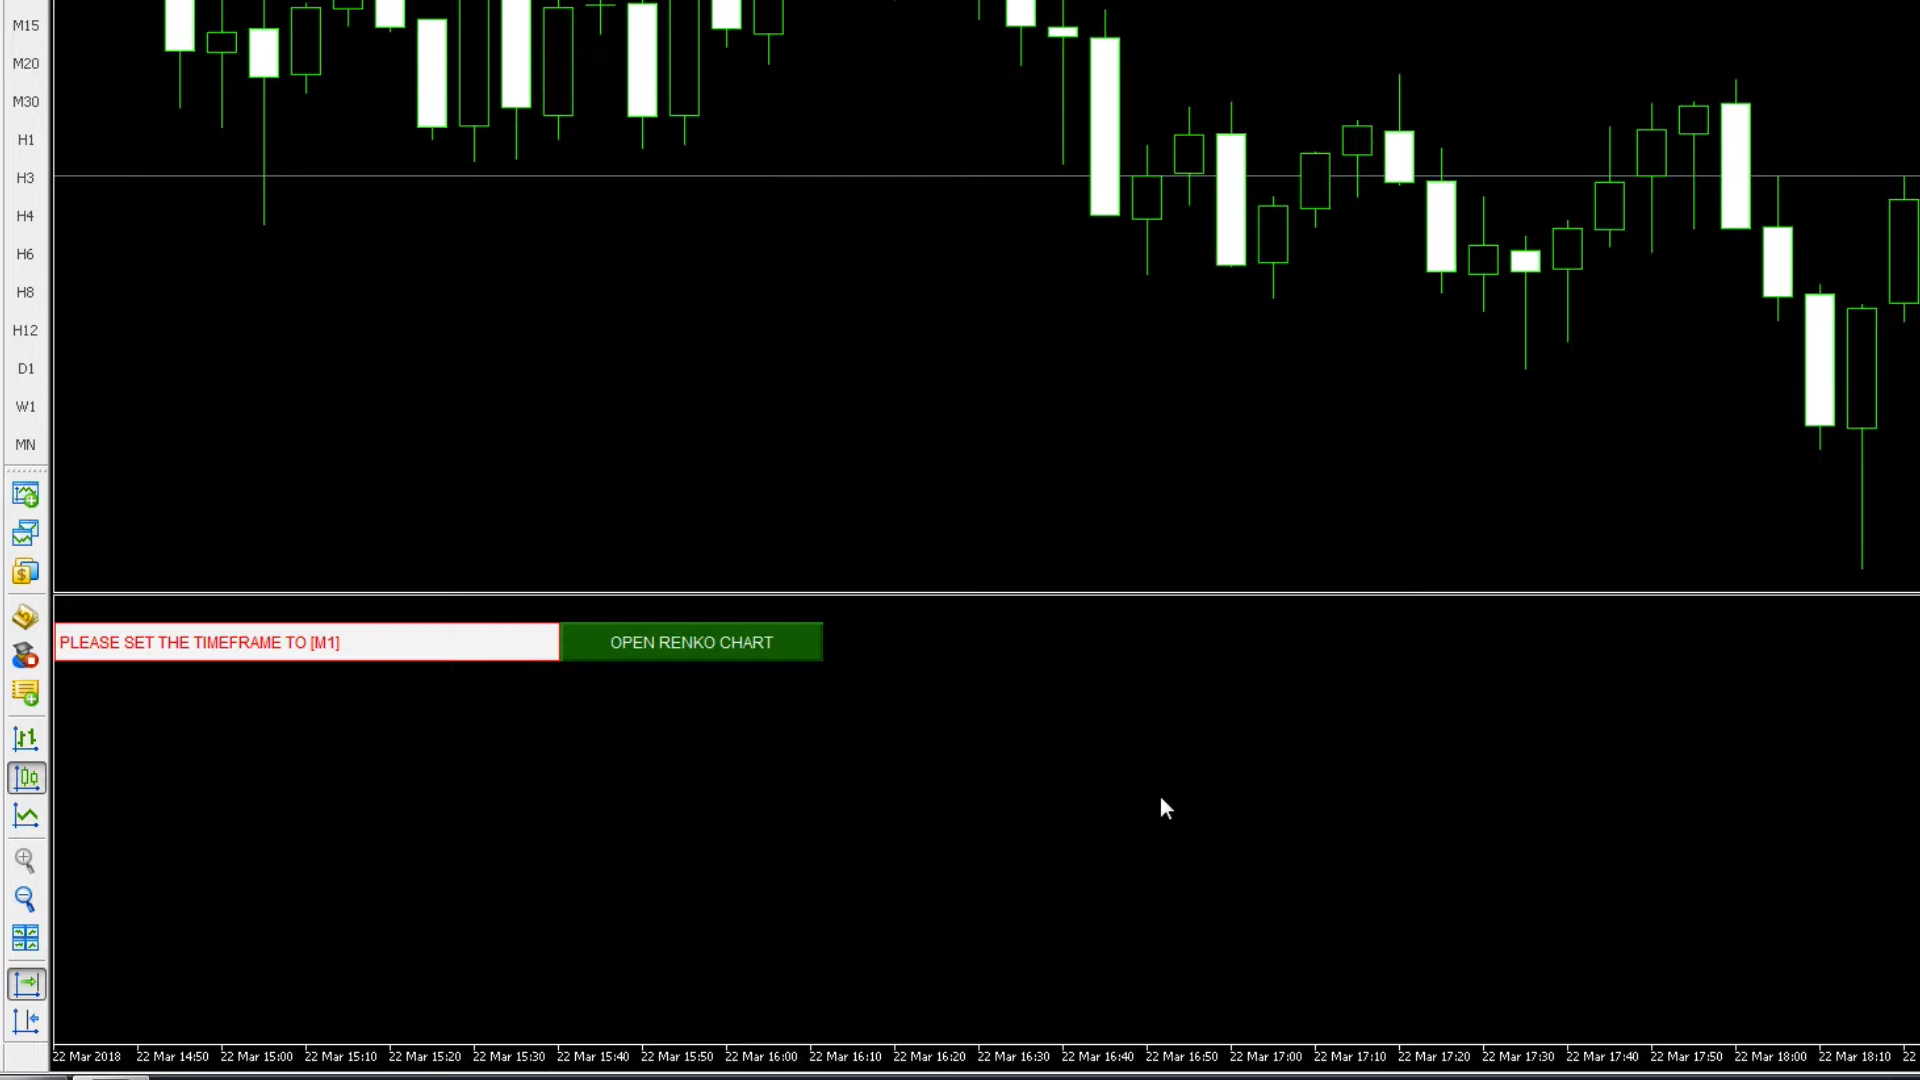 M15
M20
M30
H1
H3
H4
H6
H8
H12
D1
W1
MN
PLEASE SET THE TIMEFRAME TO [M1]
OPEN RENKO CHART
22 Mar 2018 22 Mar 14:50 22 Mar 15:00 22 Mar 15:10 22 Mar 15:20 22 Mar 15:30 22 Mar 15:40 22 Mar 15:50 22 Mar 16:00 22 Mar 16:10 22 Mar 16:20 22 Mar 16:30 22 Mar 16:40 22 Mar 16:50 22 Mar 17:00 22 Mar 17:10 22 Mar 17:20 22 Mar 17:30 22 Mar 17:40 22 Mar 17:50 22 Mar 18:00 22 Mar 18:10 22